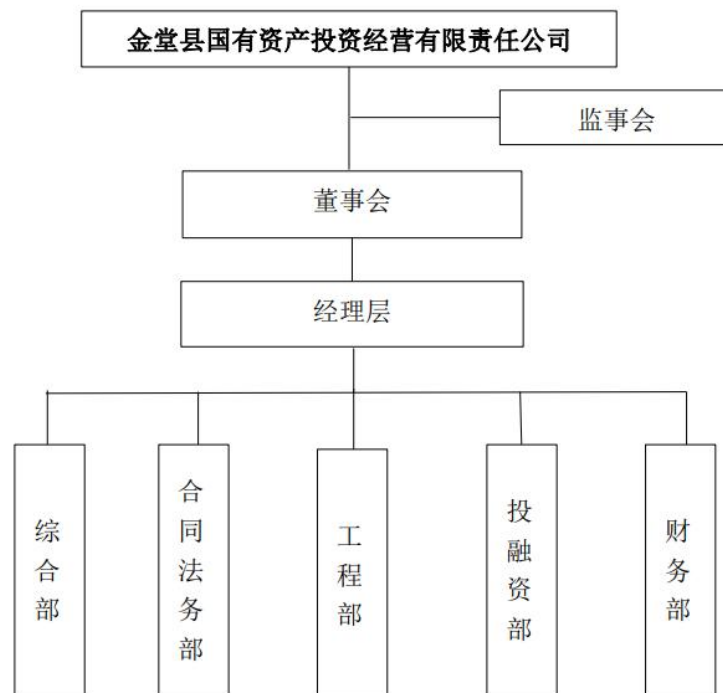 金堂县国有资产投资经营有限责任公司
监事会
董事会
经理层
综合部
合同法务部
工程部
投融资部
财务部